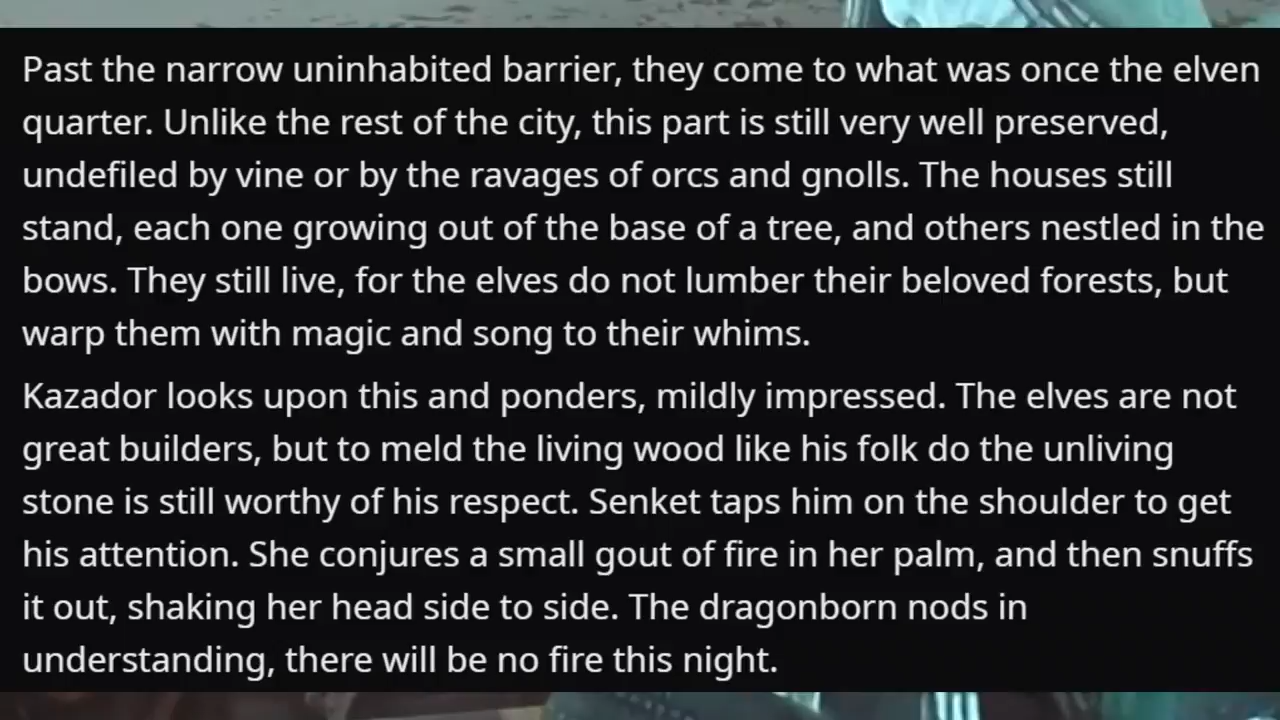 Past the narrow uninhabited barrier, they come to what was once the elven
quarter. Unlike the rest of the city, this part is still very well preserved,
undefiled by vine or by the ravages of orcs and gnolls. The houses still
stand, each one growing out of the base of a tree, and others nestled in the
bows. They still live, for the elves do not lumber their beloved forests, but
warp them with magic and song to their whims.
Kazador looks upon this and ponders, mildly impressed. The elves are not
great builders, but to meld the living wood like his folk do the unliving
stone is still worthy of his respect. Senket taps him on the shoulder to get
his attention. She conjures a small gout of fire in her palm, and then snuffs
it out, shaking her head side to side. The dragonborn nods in
understanding, there will be no fire this night.